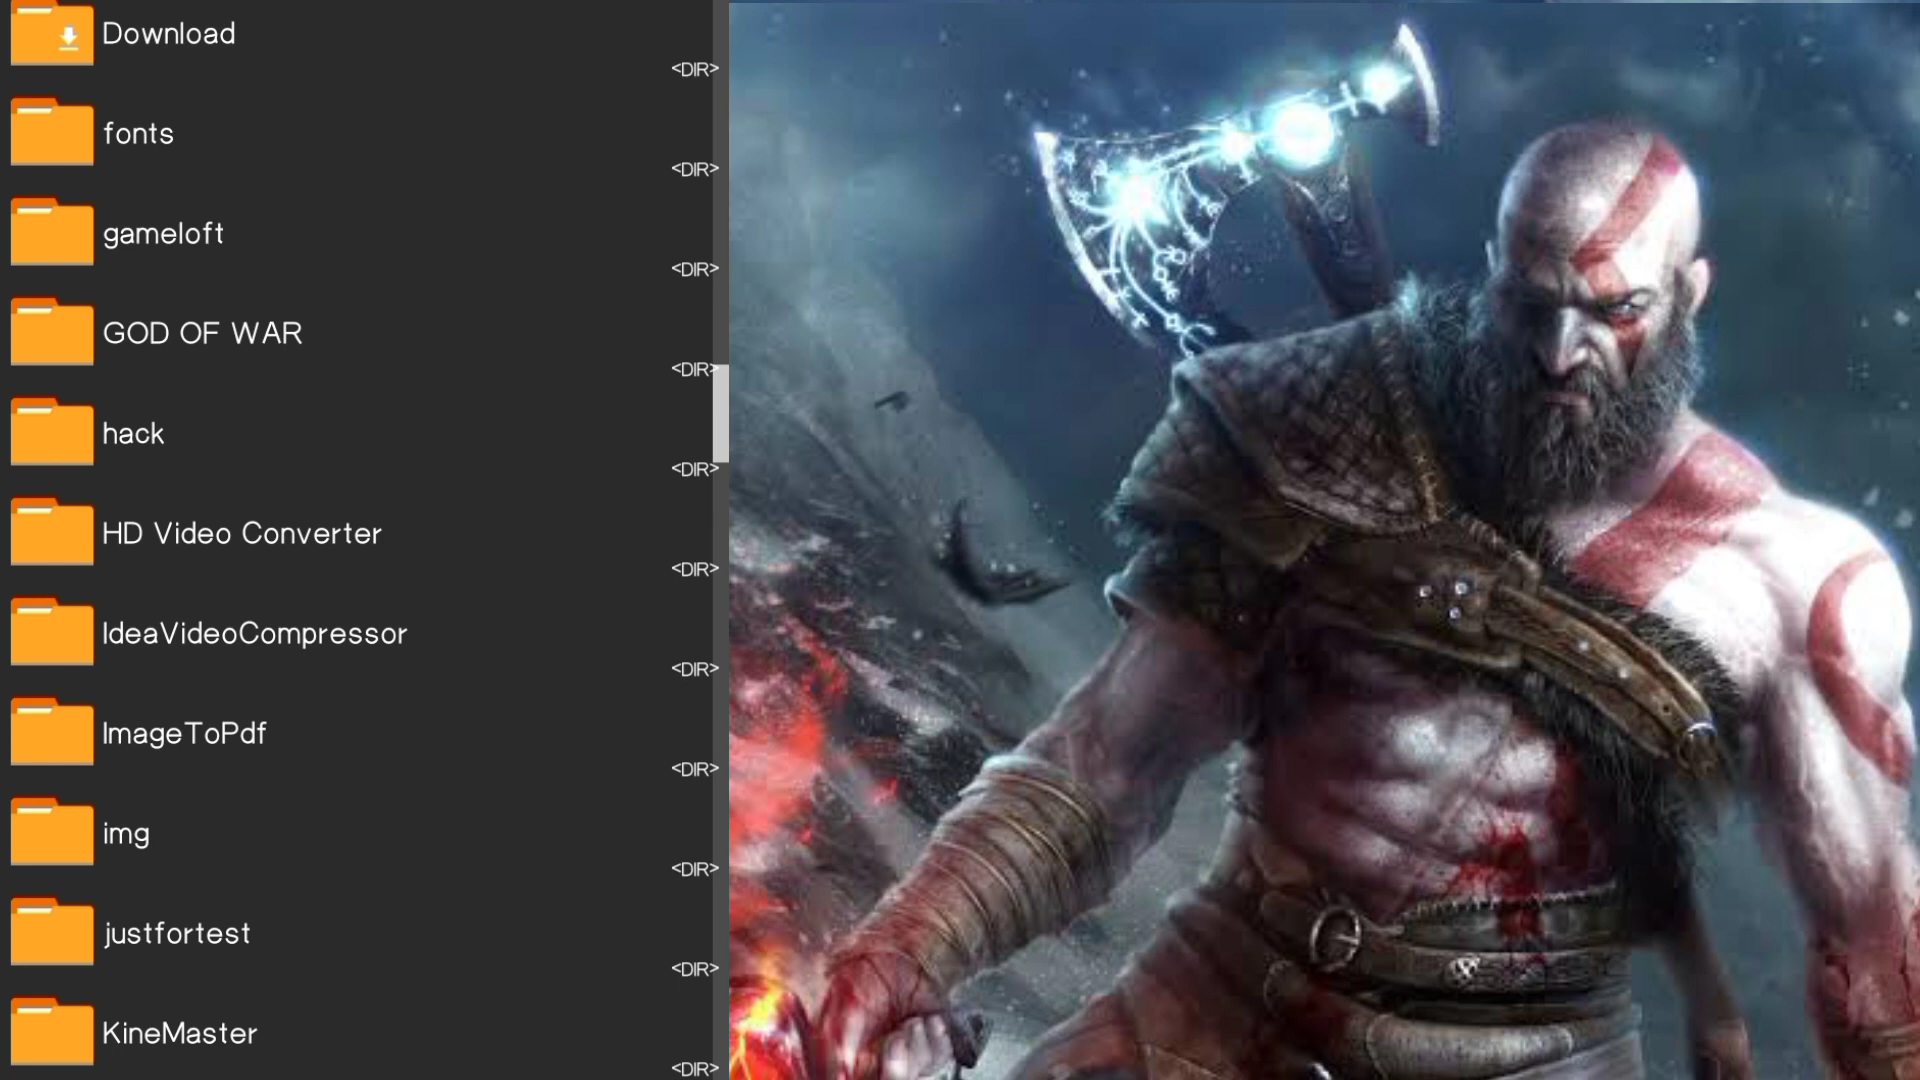 Download
<DIR>
fonts
<DIR>
gameloft
<DIR>
GOD OF WAR
<DIR>
hack
<DIR>
HD Video Converter
<DIR>
IdeaVideoCompressor
<DIR>
ImageToPdf
<DIR>
img
<DIR>
justfortest
<DIR>
KineMaster
<DIR>